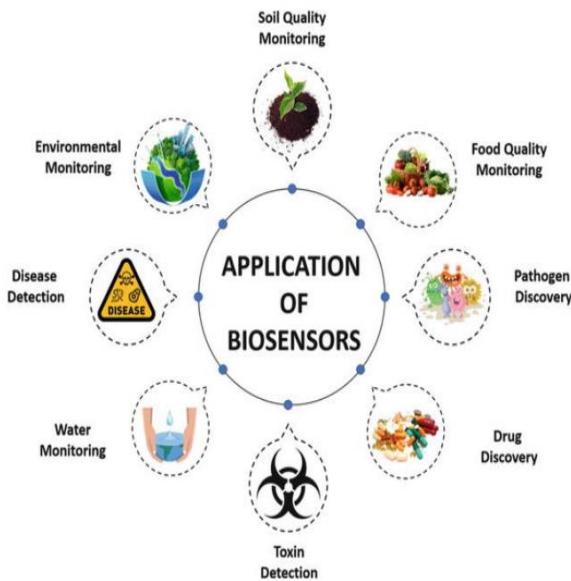 Soil Quality
Monitoring
Environmental
Monitoring
Food Quality
Monitoring
Disease
Detection
DISEASE
APPLICATION
OF
BIOSENSORS
Pathogen
Discovery
Water
Monitoring
Drug
Discovery
Toxin
Detection